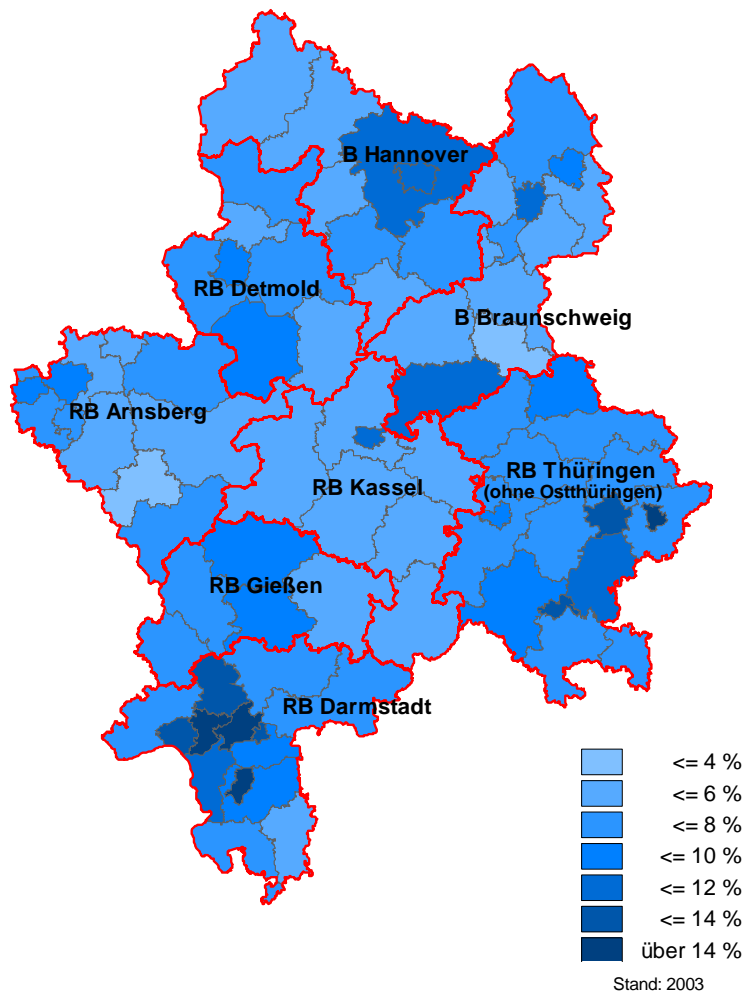 B Hannover
RB Detmold
B Braunschweig
RB Arnsberg
RB Thüringen
(ohne Ostthüringen)
RB Kassel
RB Gießen
RB Darmstadt
<= 4 %
<= 6 %
<= 8 %
<= 10 %
<= 12 %
<= 14 %
über 14 %
Stand: 2003